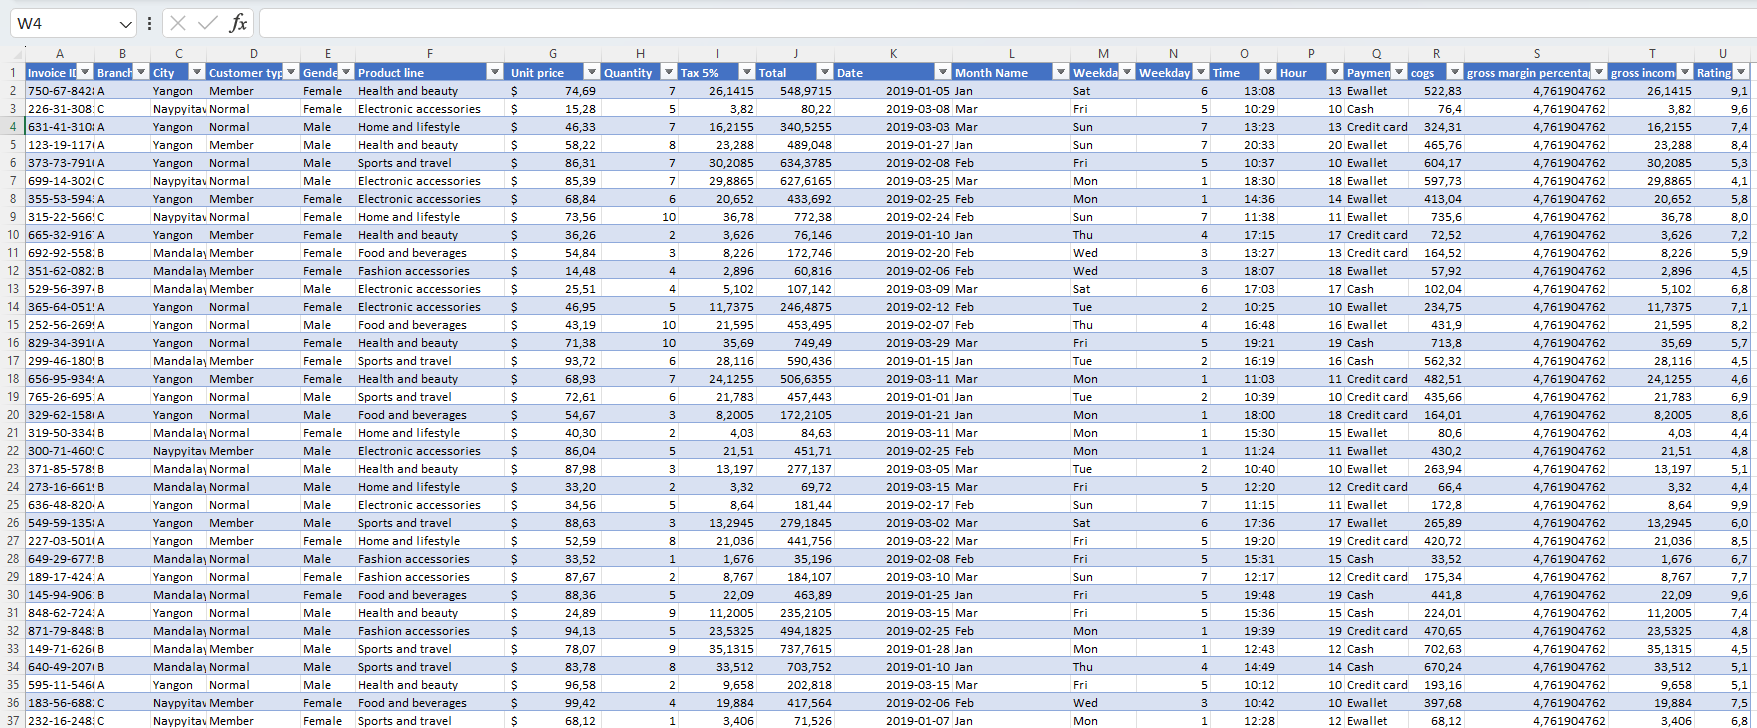 W4 fx
A B C D E F G H I J K L M N O P Q R S T U
1 Invoice ID Branch City Customer typ Gende Product line Unit price Quantity Tax 5% Total Date Month Name Weekda Weekday Time Hour Paymen cogs gross margin percenta gross incom Rating
2 750-67-842 A Yangon Member Female Health and beauty $ 74,69 7 26,1415 548,9715 2019-01-05 Jan Sat 6 13:08 13 Ewallet 522,83 4,761904762 26,1415 9,1
3 226-31-308 C Naypyitav Normal Female Electronic accessories $ 15,28 5 3,82 80,22 2019-03-08 Mar Fri 5 10:29 10 Cash 76,4 4,761904762 3,82 9,6
4 631-41-310 A Yangon Normal Male Home and lifestyle $ 46,33 7 16,2155 340,5255 2019-03-03 Mar Sun 7 13:23 13 Credit card 324,31 4,761904762 16,2155 7,4
5 123-19-117 A Yangon Member Male Health and beauty $ 58,22 8 23,288 489,048 2019-01-27 Jan Sun 7 20:33 20 Ewallet 465,76 4,761904762 23,288 8,4
6 373-73-791 A Yangon Normal Male Sports and travel $ 86,31 7 30,2085 634,3785 2019-02-08 Feb Fri 5 10:37 10 Ewallet 604,17 4,761904762 30,2085 5,3
7 699-14-302 C Naypyitav Normal Male Electronic accessories $ 85,39 7 29,8865 627,6165 2019-03-25 Mar Mon 1 18:30 18 Ewallet 597,73 4,761904762 29,8865 4,1
8 355-53-594 A Yangon Member Female Electronic accessories $ 68,84 6 20,652 433,692 2019-02-25 Feb Mon 1 14:36 14 Ewallet 413,04 4,761904762 20,652 5,8
9 315-22-566 C Naypyitav Normal Female Home and lifestyle $ 73,56 10 36,78 772,38 2019-02-24 Feb Sun 7 11:38 11 Ewallet 735,6 4,761904762 36,78 8,0
10 665-32-916 A Yangon Member Female Health and beauty $ 36,26 2 3,626 76,146 2019-01-10 Jan Thu 4 17:15 17 Credit card 72,52 4,761904762 3,626 7,2
11 692-92-558 B Mandalay Member Female Food and beverages $ 54,84 3 8,226 172,746 2019-02-20 Feb Wed 3 13:27 13 Credit card 164,52 4,761904762 8,226 5,9
12 351-62-082 B Mandalay Member Female Fashion accessories $ 14,48 4 2,896 60,816 2019-02-06 Feb Wed 3 18:07 18 Ewallet 57,92 4,761904762 2,896 4,5
13 529-56-397 B Mandalay Member Male Electronic accessories $ 25,51 4 5,102 107,142 2019-03-09 Mar Sat 6 17:03 17 Cash 102,04 4,761904762 5,102 6,8
14 365-64-051 A Yangon Normal Female Electronic accessories $ 46,95 5 11,7375 246,4875 2019-02-12 Feb Tue 2 10:25 10 Ewallet 234,75 4,761904762 11,7375 7,1
15 252-56-269 A Yangon Normal Male Food and beverages $ 43,19 10 21,595 453,495 2019-02-07 Feb Thu 4 16:48 16 Ewallet 431,9 4,761904762 21,595 8,2
16 829-34-391 A Yangon Normal Female Health and beauty $ 71,38 10 35,69 749,49 2019-03-29 Mar Fri 5 19:21 19 Cash 713,8 4,761904762 35,69 5,7
17 299-46-180 B Mandalay Member Female Sports and travel $ 93,72 6 28,116 590,436 2019-01-15 Jan Tue 2 16:19 16 Cash 562,32 4,761904762 28,116 4,5
18 656-95-934 A Yangon Member Female Health and beauty $ 68,93 7 24,1255 506,6355 2019-03-11 Mar Mon 1 11:03 11 Credit card 482,51 4,761904762 24,1255 4,6
19 765-26-695 A Yangon Normal Male Sports and travel $ 72,61 6 21,783 457,443 2019-01-01 Jan Tue 2 10:39 10 Credit card 435,66 4,761904762 21,783 6,9
20 329-62-158 A Yangon Normal Male Food and beverages $ 54,67 3 8,2005 172,2105 2019-01-21 Jan Mon 1 18:00 18 Credit card 164,01 4,761904762 8,2005 8,6
21 319-50-334 B Mandalay Normal Female Home and lifestyle $ 40,30 2 4,03 84,63 2019-03-11 Mar Mon 1 15:30 15 Ewallet 80,6 4,761904762 4,03 4,4
22 300-71-460 C Naypyitav Member Male Electronic accessories $ 86,04 5 21,51 451,71 2019-02-25 Feb Mon 1 11:24 11 Ewallet 430,2 4,761904762 21,51 4,8
23 371-85-578 B Mandalay Normal Male Health and beauty $ 87,98 3 13,197 277,137 2019-03-05 Mar Tue 2 10:40 10 Ewallet 263,94 4,761904762 13,197 5,1
24 273-16-661 B Mandalay Normal Male Home and lifestyle $ 33,20 2 3,32 69,72 2019-03-15 Mar Fri 5 12:20 12 Credit card 66,4 4,761904762 3,32 4,4
25 636-48-820 A Yangon Normal Male Electronic accessories $ 34,56 5 8,64 181,44 2019-02-17 Feb Sun 7 11:15 11 Ewallet 172,8 4,761904762 8,64 9,9
26 549-59-135 A Yangon Member Male Sports and travel $ 88,63 3 13,2945 279,1845 2019-03-02 Mar Sat 6 17:36 17 Ewallet 265,89 4,761904762 13,2945 6,0
27 227-03-501 A Yangon Member Female Home and lifestyle $ 52,59 8 21,036 441,756 2019-03-22 Mar Fri 5 19:20 19 Credit card 420,72 4,761904762 21,036 8,5
28 649-29-677 B Mandalay Normal Male Fashion accessories $ 33,52 1 1,676 35,196 2019-02-08 Feb Fri 5 15:31 15 Cash 33,52 4,761904762 1,676 6,7
29 189-17-424 A Yangon Normal Female Fashion accessories $ 87,67 2 8,767 184,107 2019-03-10 Mar Sun 7 12:17 12 Credit card 175,34 4,761904762 8,767 7,7
30 145-94-906 B Mandalay Normal Female Food and beverages $ 88,36 5 22,09 463,89 2019-01-25 Jan Fri 5 19:48 19 Cash 441,8 4,761904762 22,09 9,6
31 848-62-724 A Yangon Normal Male Health and beauty $ 24,89 9 11,2005 235,2105 2019-03-15 Mar Fri 5 15:36 15 Cash 224,01 4,761904762 11,2005 7,4
32 871-79-848 B Mandalay Normal Male Fashion accessories $ 94,13 5 23,5325 494,1825 2019-02-25 Feb Mon 1 19:39 19 Credit card 470,65 4,761904762 23,5325 4,8
33 149-71-626 B Mandalay Member Male Sports and travel $ 78,07 9 35,1315 737,7615 2019-01-28 Jan Mon 1 12:43 12 Cash 702,63 4,761904762 35,1315 4,5
34 640-49-207 B Mandalay Normal Male Sports and travel $ 83,78 8 33,512 703,752 2019-01-10 Jan Thu 4 14:49 14 Cash 670,24 4,761904762 33,512 5,1
35 595-11-546 A Yangon Normal Male Health and beauty $ 96,58 2 9,658 202,818 2019-03-15 Mar Fri 5 10:12 10 Credit card 193,16 4,761904762 9,658 5,1
36 183-56-688 C Naypyitav Member Female Food and beverages $ 99,42 4 19,884 417,564 2019-02-06 Feb Wed 3 10:42 10 Ewallet 397,68 4,761904762 19,884 7,5
37 232-16-248 C Naypyitav Member Female Sports and travel $ 68,12 1 3,406 71,526 2019-01-07 Jan Mon 1 12:28 12 Ewallet 68,12 4,761904762 3,406 6,8